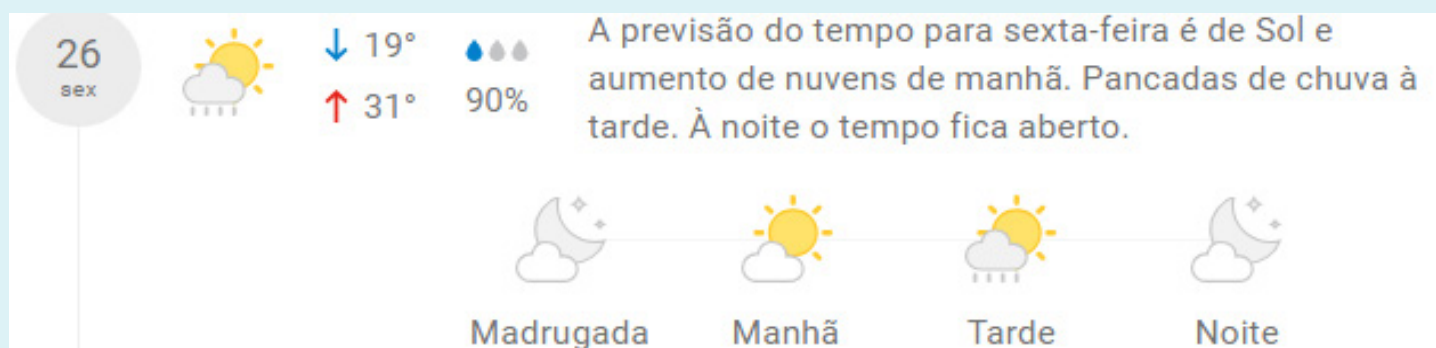 26
sex
↓ 19°
↑ 31°
90%
A previsão do tempo para sexta-feira é de Sol e
aumento de nuvens de manhã. Pancadas de chuva à
tarde. À noite o tempo fica aberto.
Madrugada Manhã Tarde Noite